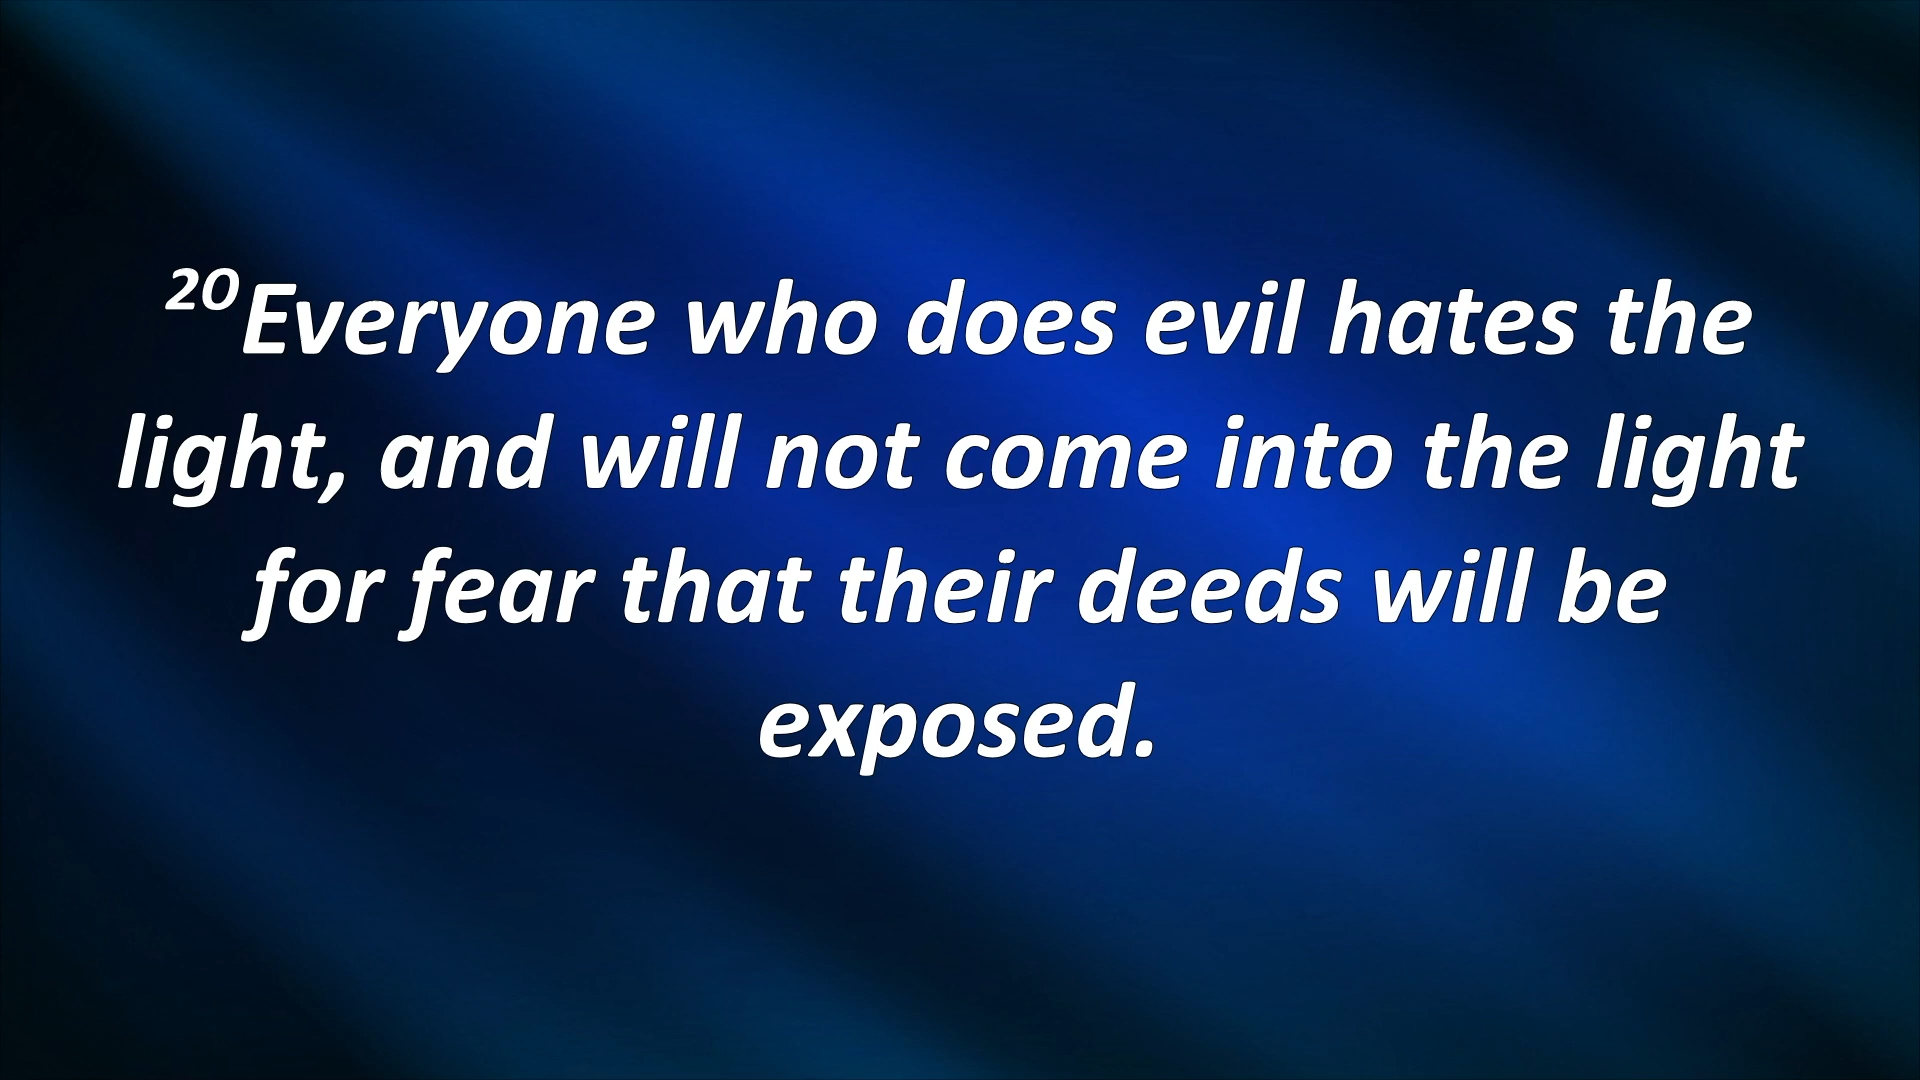 20Everyone who does evil hates the
light, and will not come into the light
for fear that their deeds will be
exposed.